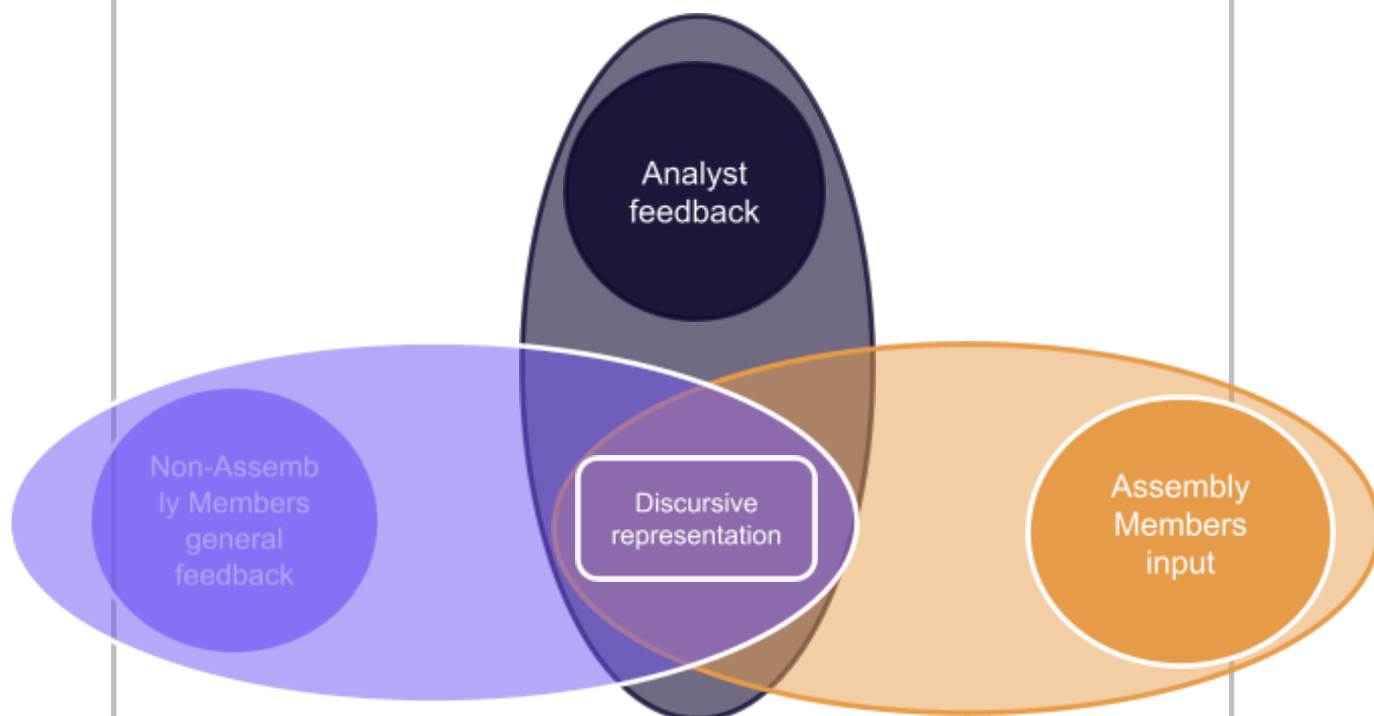 Analyst
feedback
Non-Assemb
ly Members
general
feedback
Discursive
representation
Assembly
Members
input